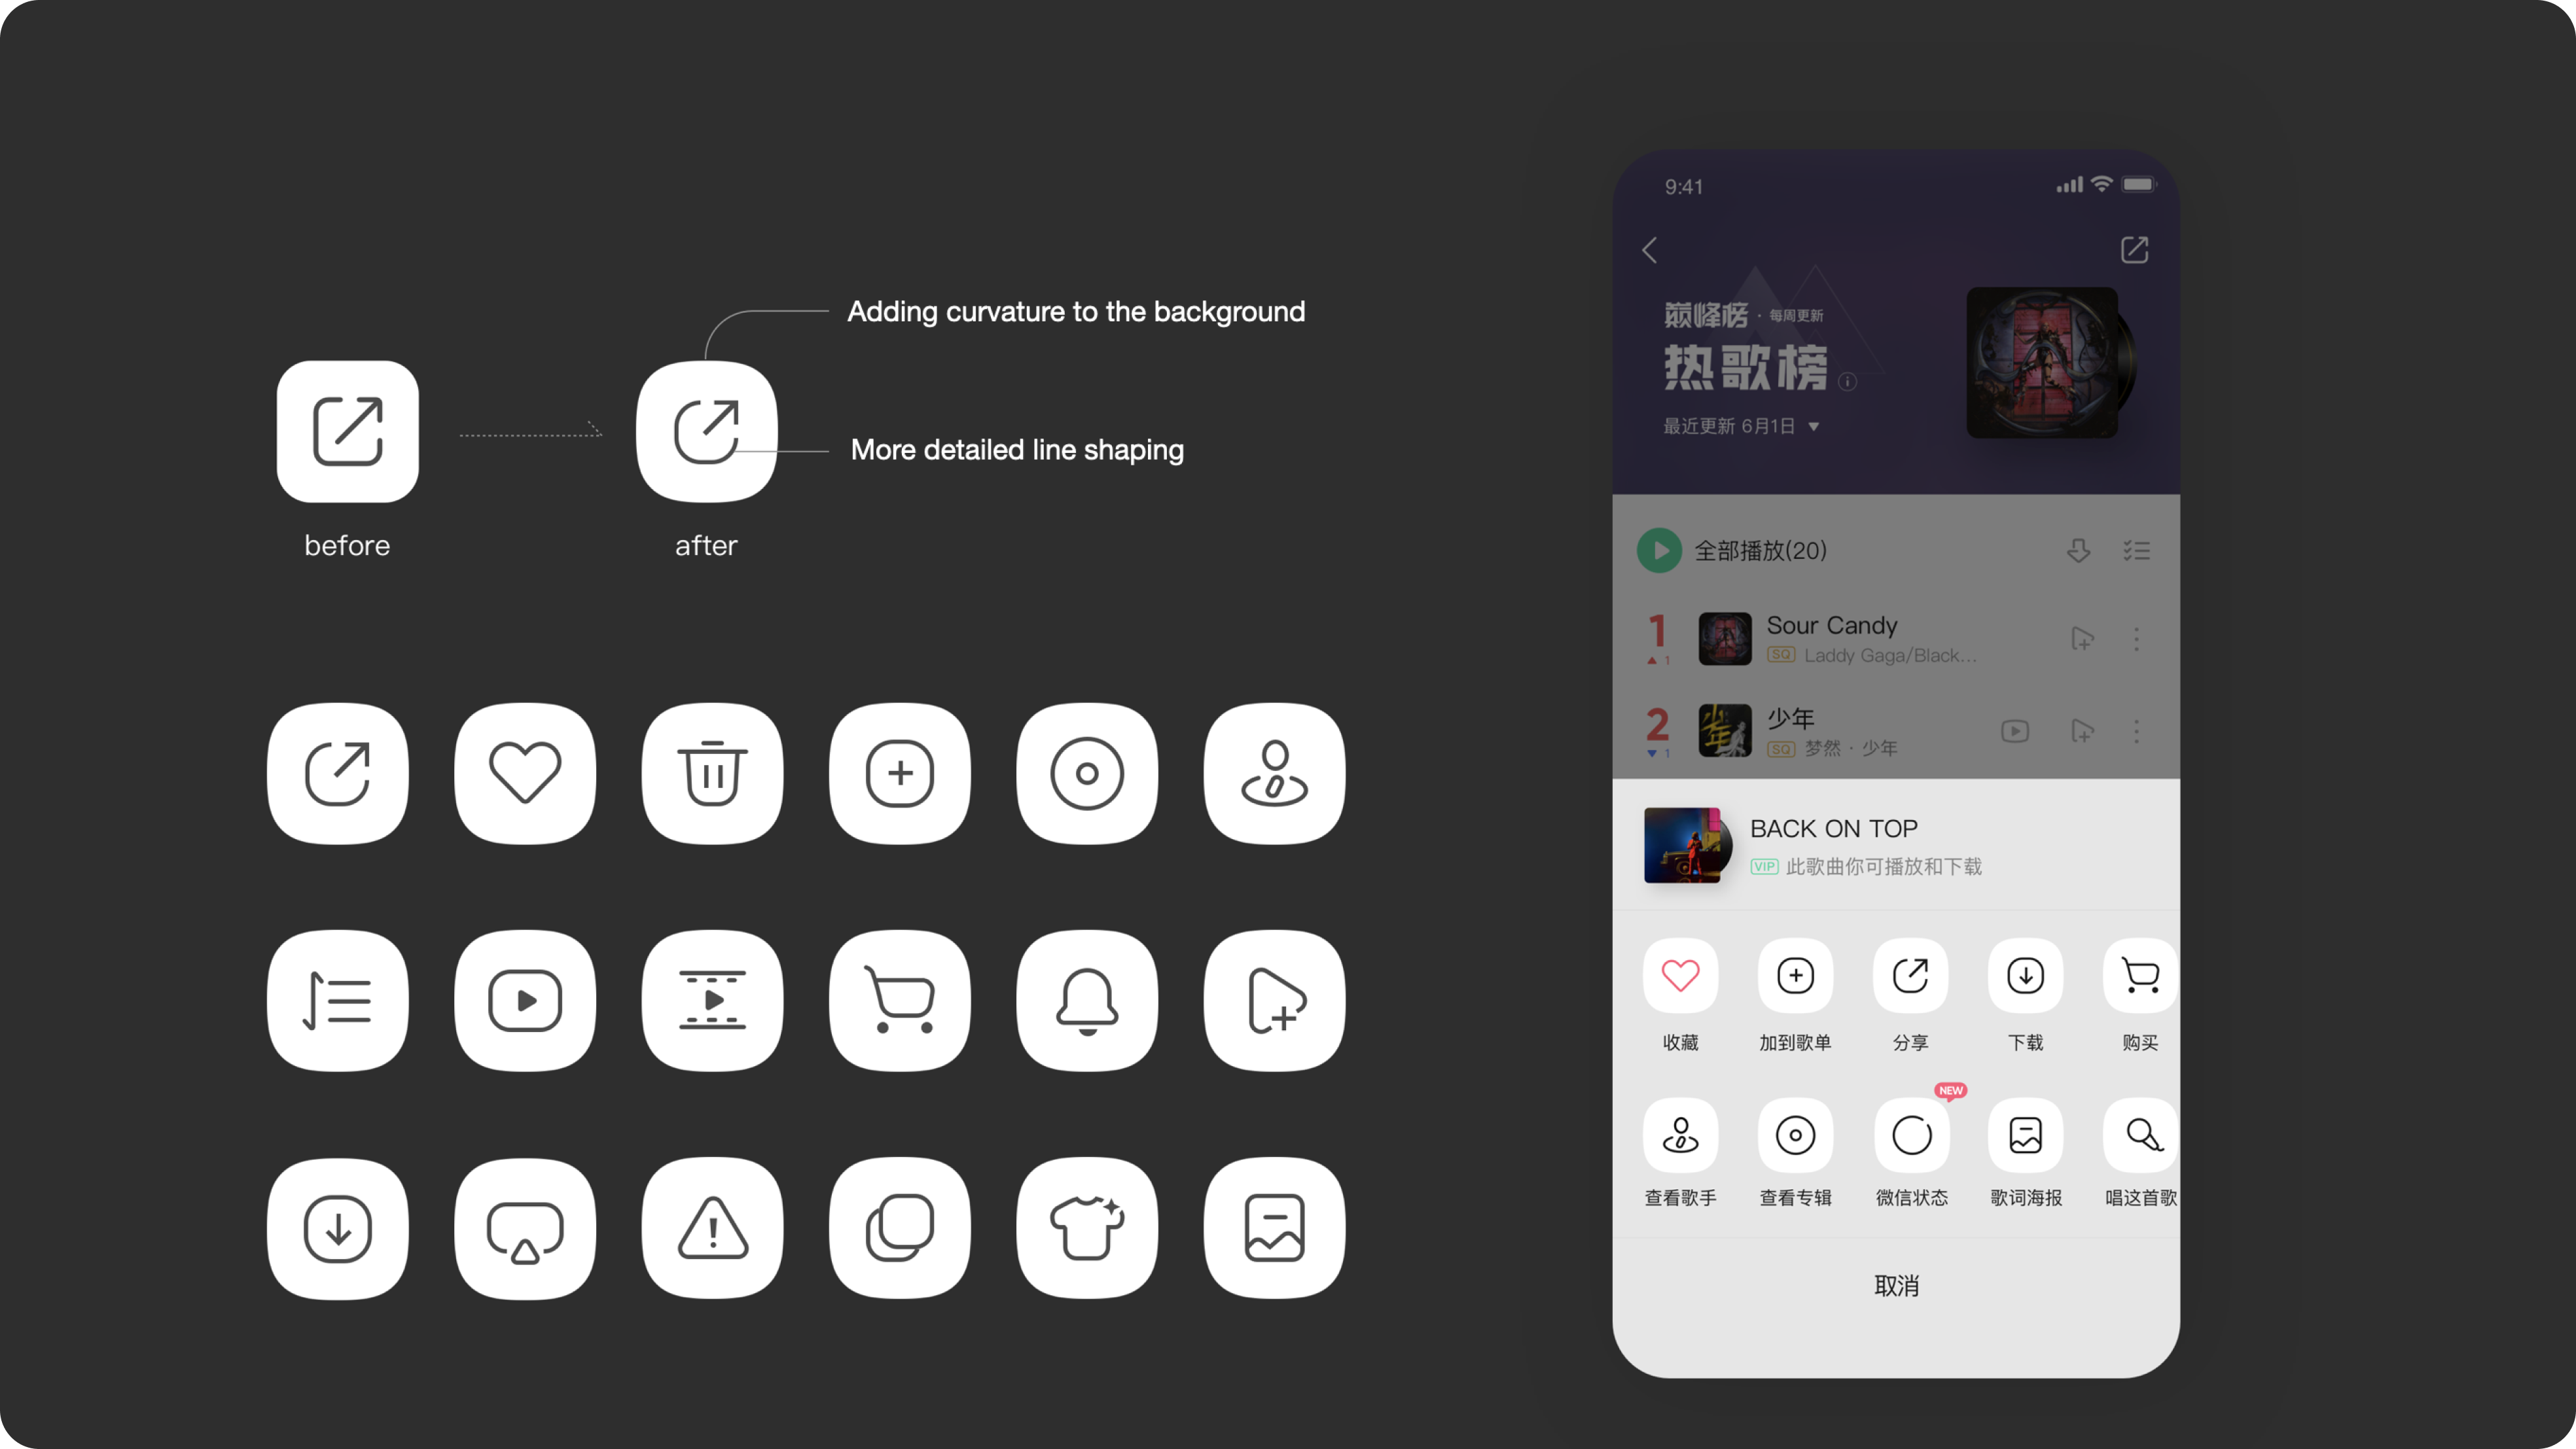 Adding curvature to the background
More detailed line shaping
before
after
9:41
巅峰榜 · 每周更新
热歌榜
最近更新 6月1日
全部播放(20)
1
Sour Candy
1
SQ Laddy Gaga/Black...
2
少年
1
SQ 梦然 · 少年
少年
BACK ON TOP
VIP 此歌曲你可播放和下载
收藏
加到歌单
分享
下载
购买
NEW
查看歌手
查看专辑
微信状态
歌词海报
唱这首歌
取消